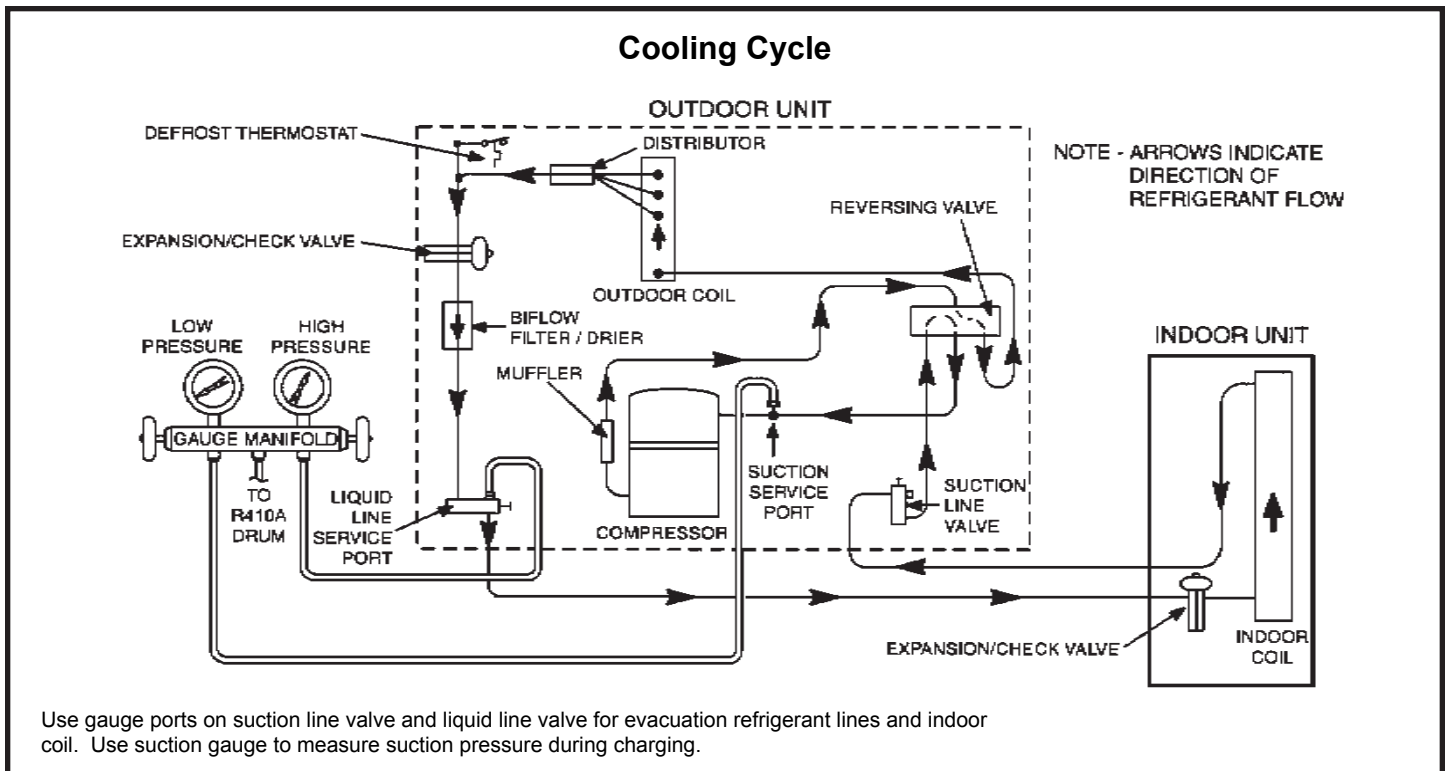 Cooling Cycle
OUTDOOR UNIT
DEFROST THERMOSTAT
DISTRIBUTOR
NOTE - ARROWS INDICATE
DIRECTION OF
REFRIGERANT FLOW
REVERSING VALVE
EXPANSION/CHECK VALVE
OUTDOOR COIL
LOW
PRESSURE
HIGH
PRESSURE
BIFLOW
FILTER / DRIER
INDOOR UNIT
MUFFLER
GAUGE MANIFOLD
TO
R410A
DRUM
LIQUID
LINE
SERVICE
PORT
COMPRESSOR
SUCTION
SERVICE
PORT
SUCTION
LINE
VALVE
EXPANSION/CHECK VALVE
INDOOR
COIL
Use gauge ports on suction line valve and liquid line valve for evacuation refrigerant lines and indoor
coil. Use suction gauge to measure suction pressure during charging.